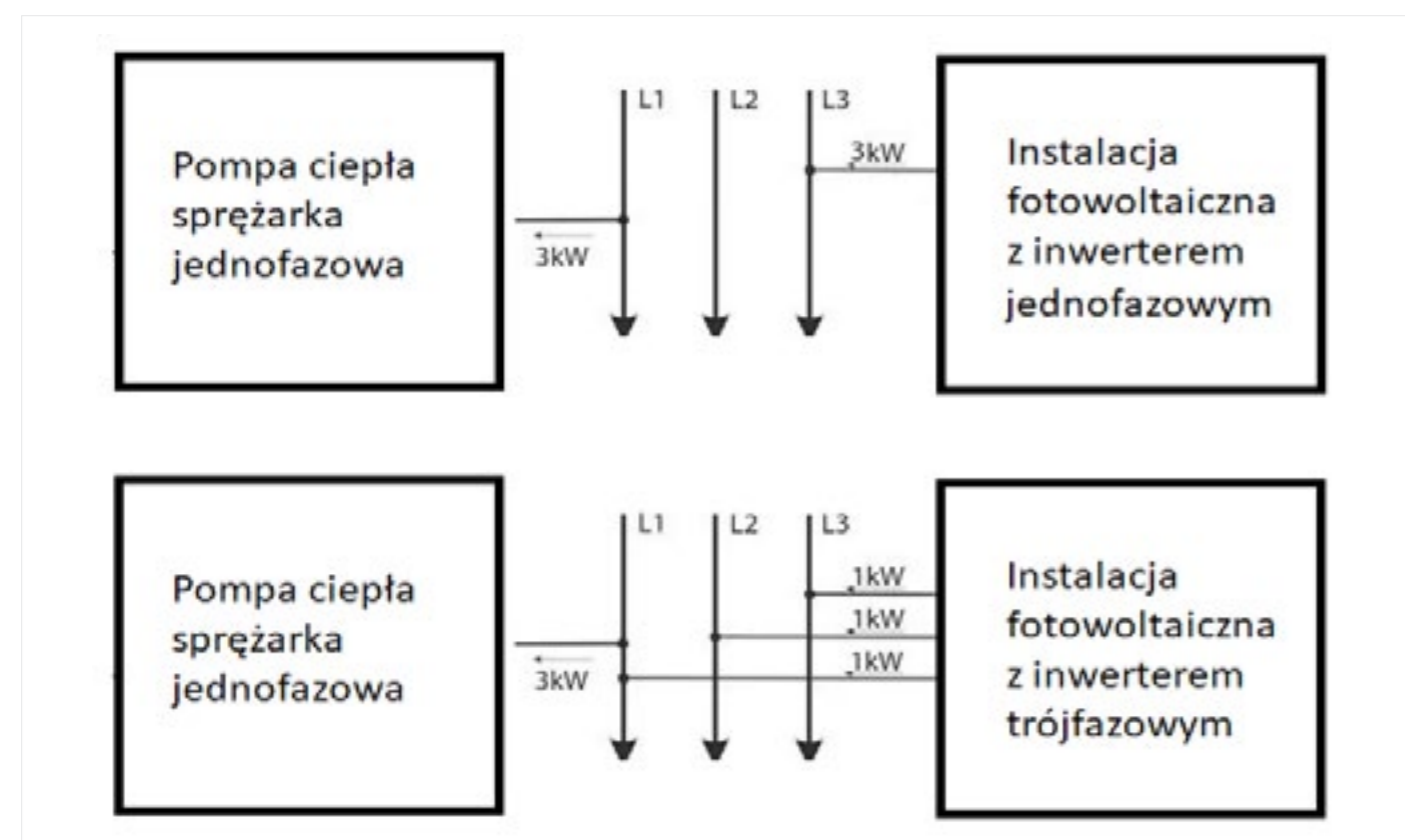 Pompa ciepła
sprężarka
jednofazowa
3kW
L1
L2
L3
3kW
Instalacja
fotowoltaiczna
z inwerterem
jednofazowym
Pompa ciepła
sprężarka
jednofazowa
3kW
L1
L2
L3
1kW
1kW
1kW
Instalacja
fotowoltaiczna
z inwerterem
trójfazowym